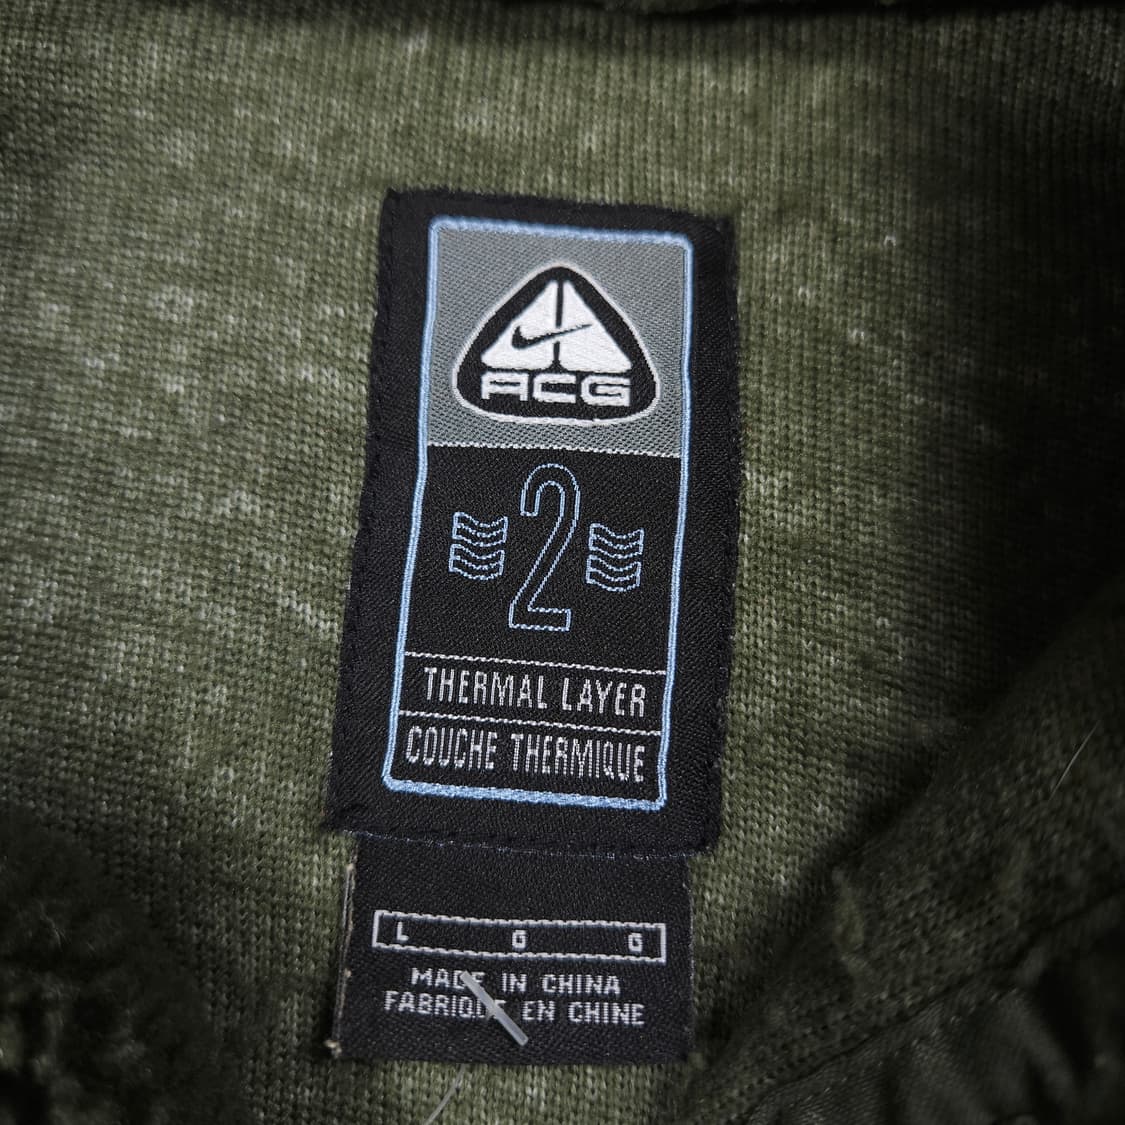 ACG
2
THERMAL LAYER
COUCHE THERMIQUE
L G G
MADE IN CHINA
FABRIQUE EN CHINE